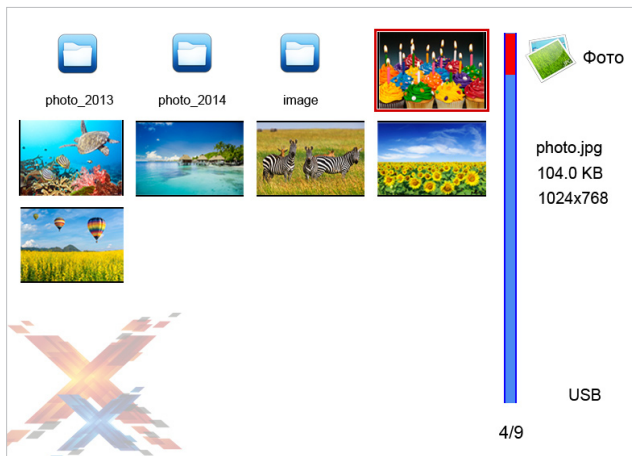 photo_2013
photo_2014
image
Фото
photo.jpg
104.0 KB
1024x768
USB
4/9